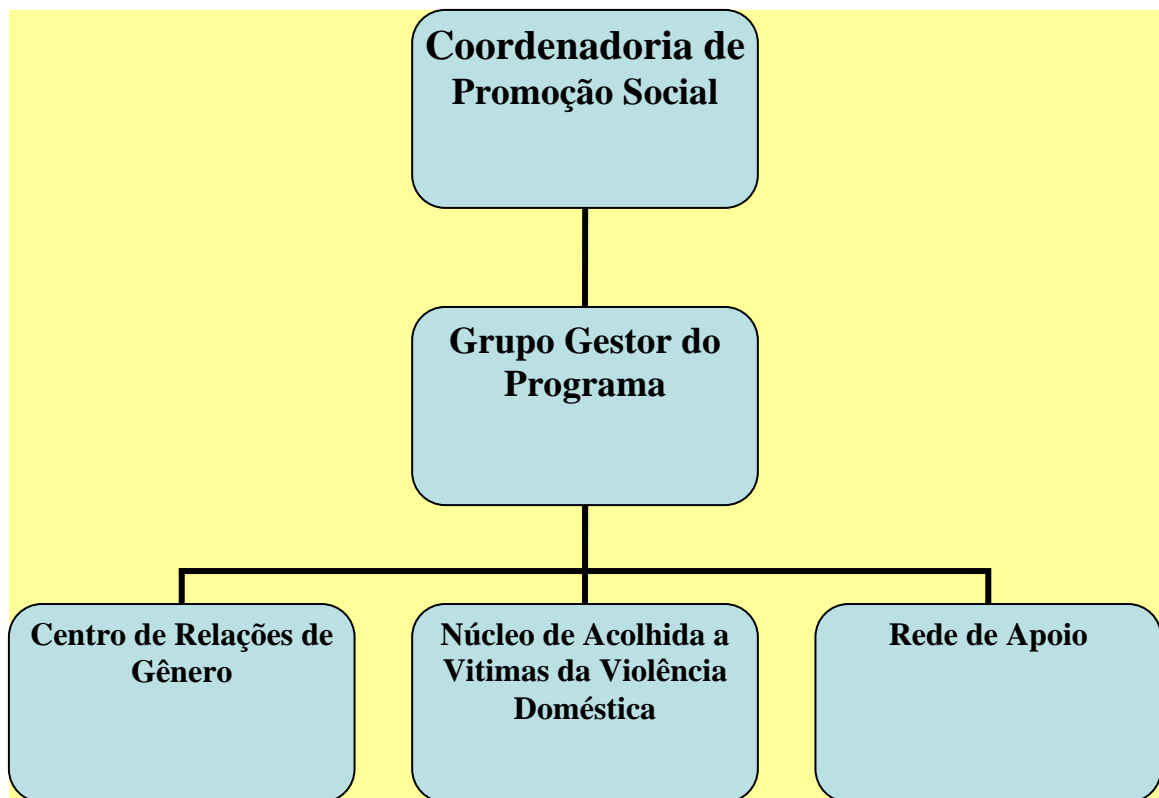 Coordenadoria de
Promoção Social
Grupo Gestor do
Programa
Centro de Relações de
Gênero
Núcleo de Acolhida a
Vitimas da Violência
Doméstica
Rede de Apoio